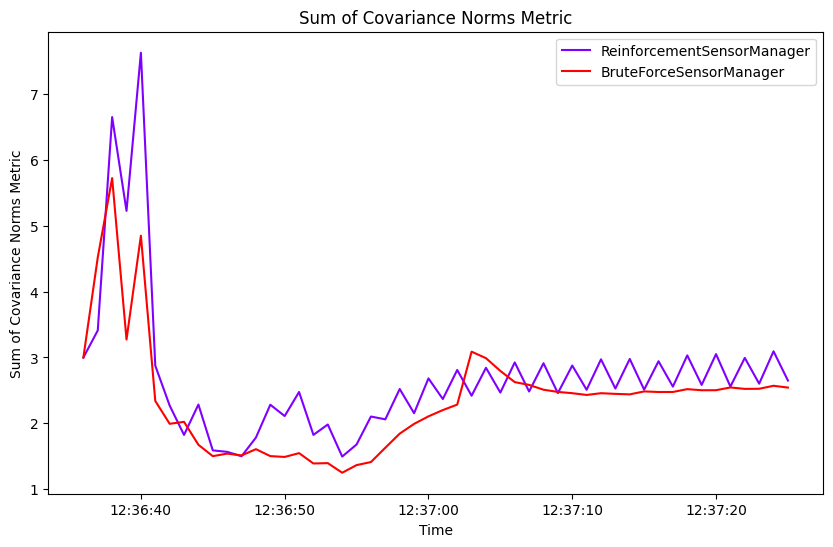 Sum of Covariance Norms Metric
ReinforcementSensorManager
BruteForceSensorManager
Sum of Covariance Norms Metric
7
6
5
4
3
2
1
12:36:40 12:36:50 12:37:00 12:37:10 12:37:20
Time